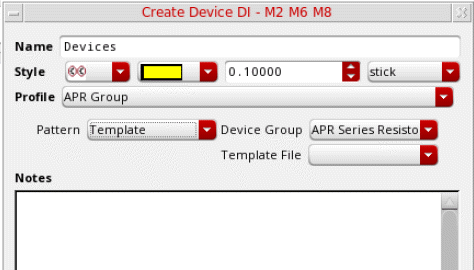 Create Device DI - M2 M6 M8
Name Devices
Style 0.10000 stick
Profile APR Group
Pattern Template Device Group APR Series Resisto
Template File
Notes